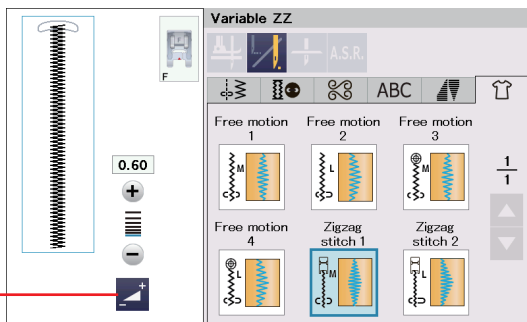 Variable ZZ
F
A.S.R.
ABC
Free motion
1
Free motion
2
Free motion
3
M
L
M
0.60
1
1
Free motion
4
Zigzag
stitch 1
Zigzag
stitch 2
L
M
L